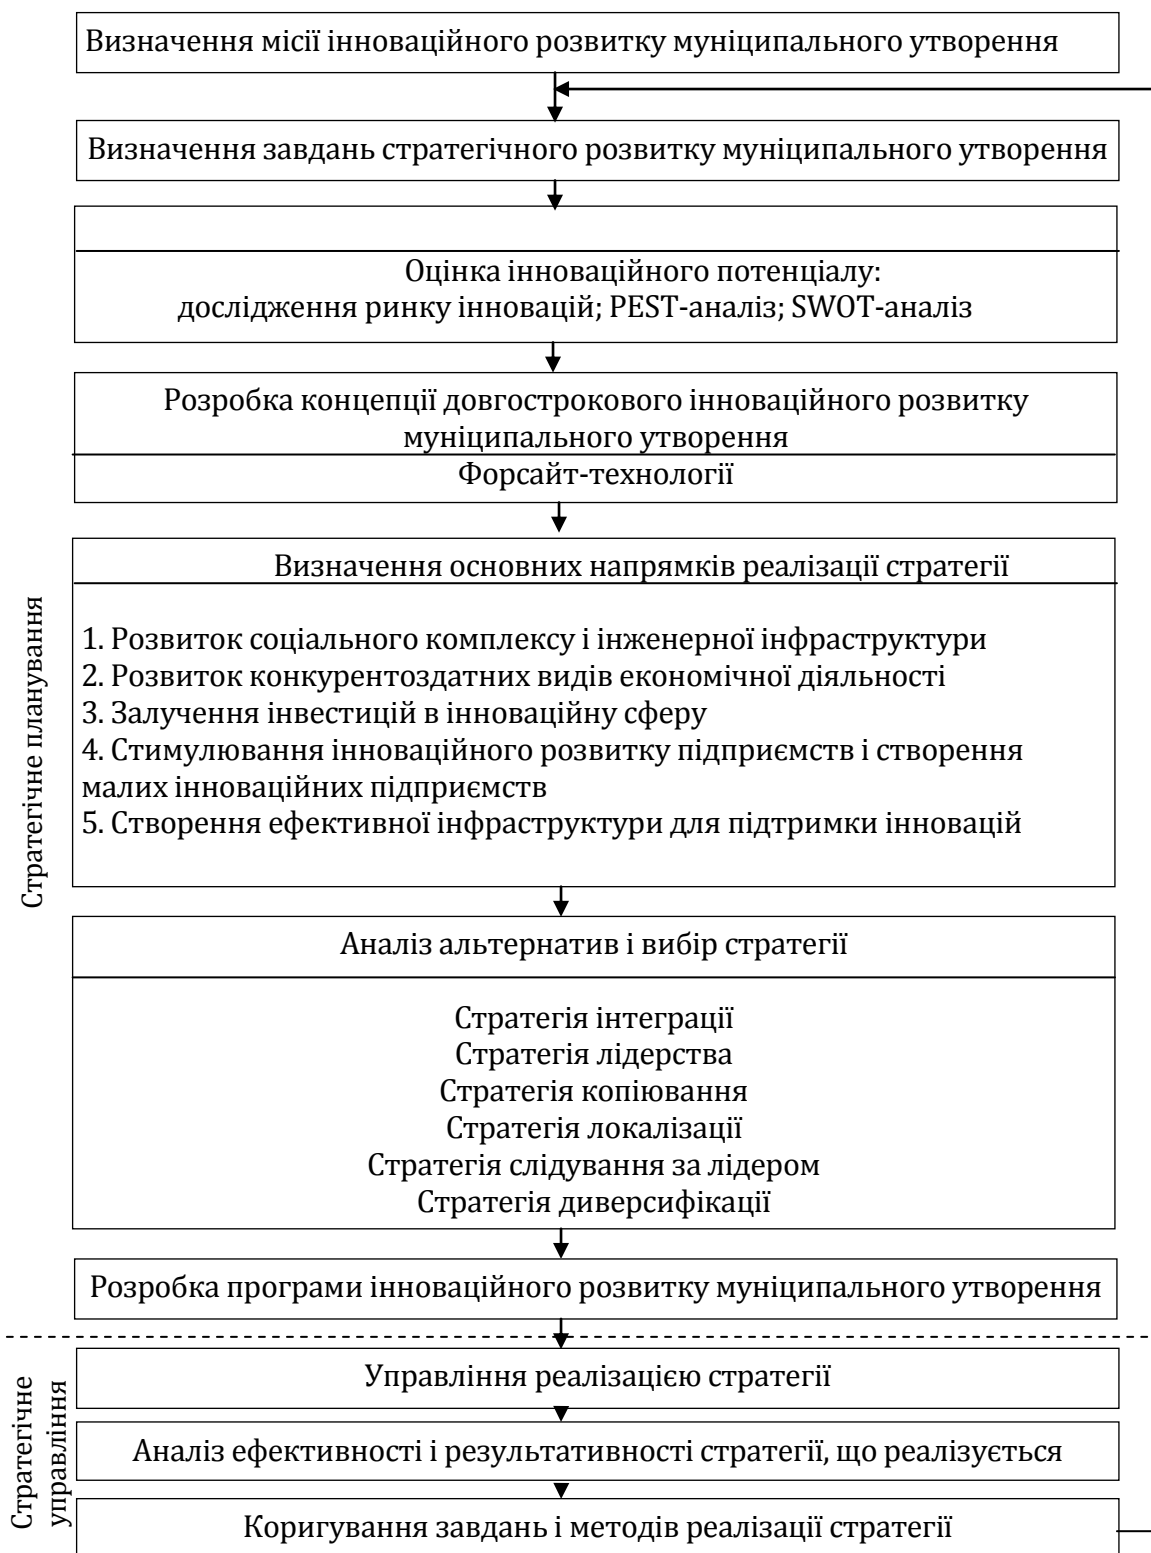 Визначення місії інноваційного розвитку муніципального утворення
Визначення завдань стратегічного розвитку муніципального утворення
Оцінка інноваційного потенціалу:
дослідження ринку інновацій; PEST-аналіз; SWOT-аналіз
Розробка концепції довгострокового інноваційного розвитку
муніципального утворення
Форсайт-технології
Стратегічне планування
Визначення основних напрямків реалізації стратегії
1. Розвиток соціального комплексу і інженерної інфраструктури
2. Розвиток конкурентоздатних видів економічної діяльності
3. Залучення інвестицій в інноваційну сферу
4. Стимулювання інноваційного розвитку підприємств і створення
малих інноваційних підприємств
5. Створення ефективної інфраструктури для підтримки інновацій
Аналіз альтернатив і вибір стратегії
Стратегія інтеграції
Стратегія лідерства
Стратегія копіювання
Стратегія локалізації
Стратегія слідування за лідером
Стратегія диверсифікації
Розробка програми інноваційного розвитку муніципального утворення
Стратегічне
управління
Управління реалізацією стратегії
Аналіз ефективності і результативності стратегії, що реалізується
Коригування завдань і методів реалізації стратегії